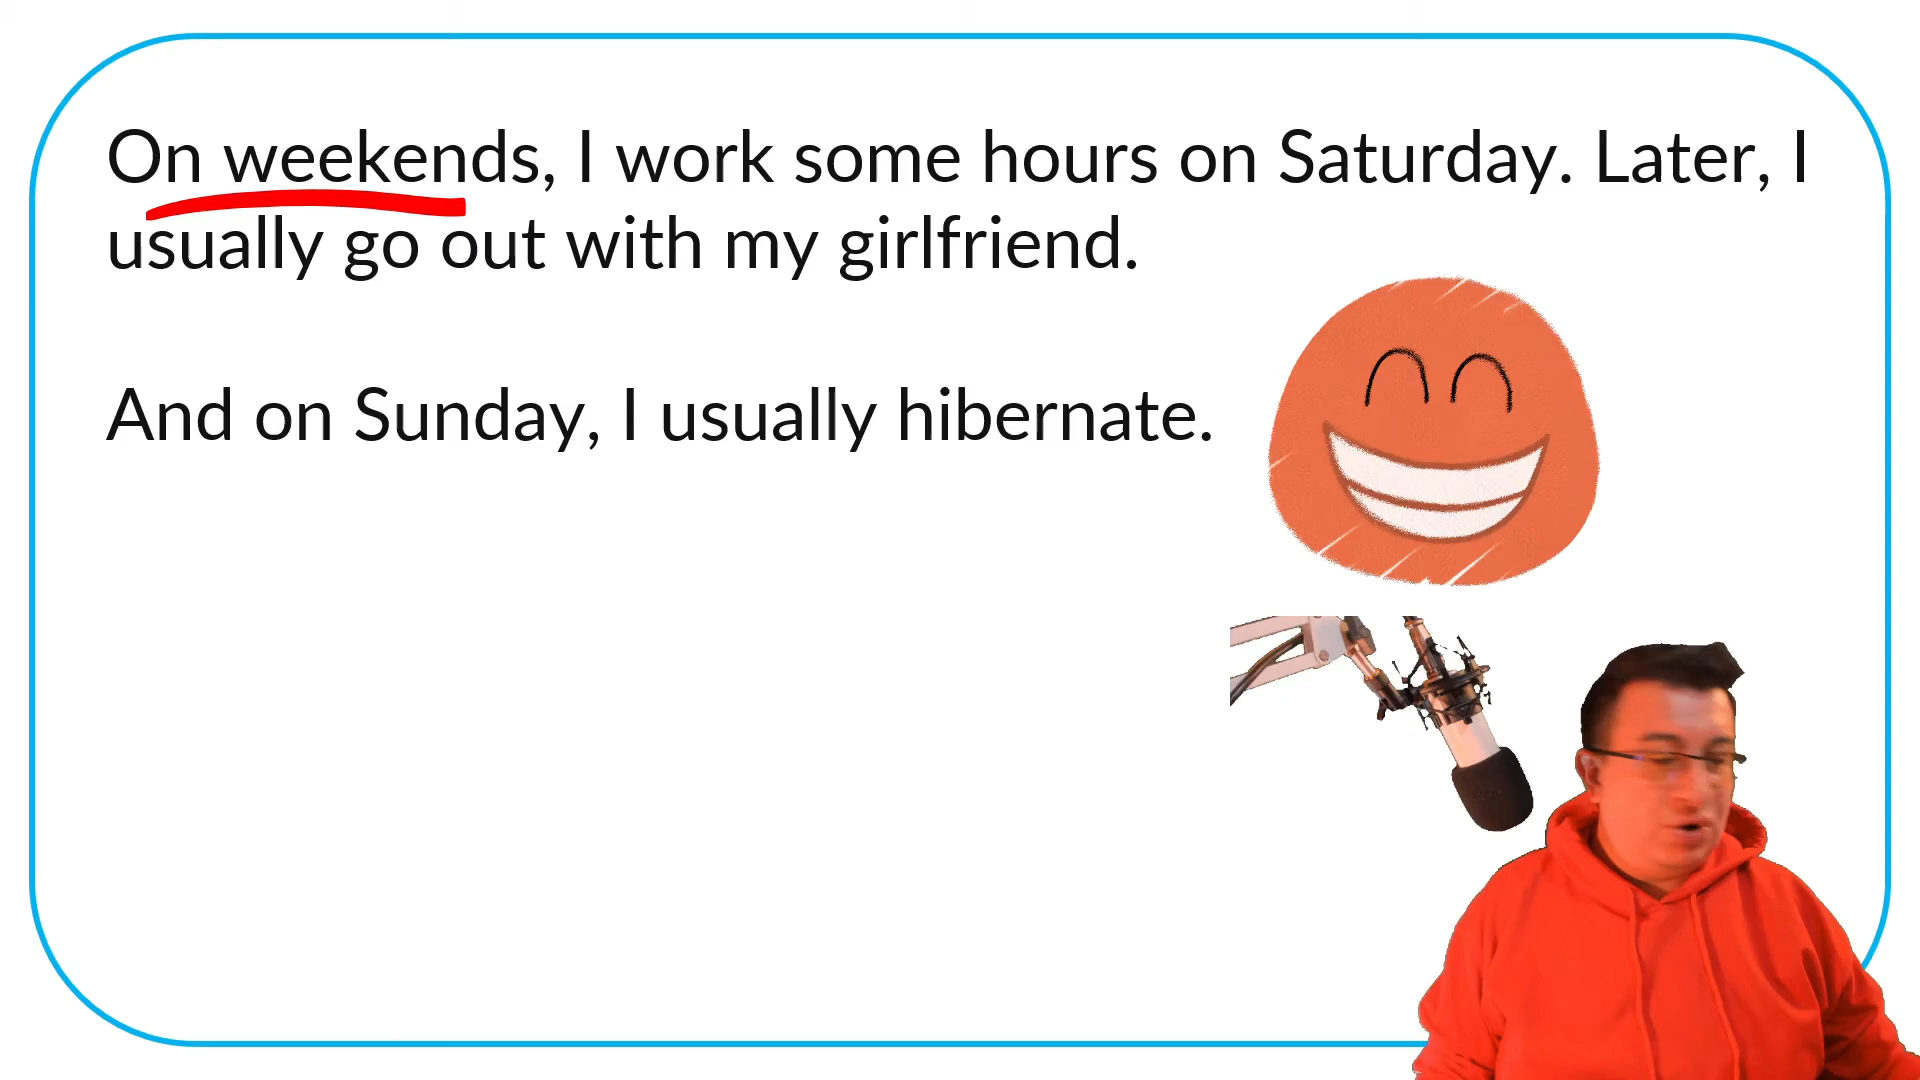 On weekends, I work some hours on Saturday. Later, I
usually go out with my girlfriend.
And on Sunday, I usually hibernate.